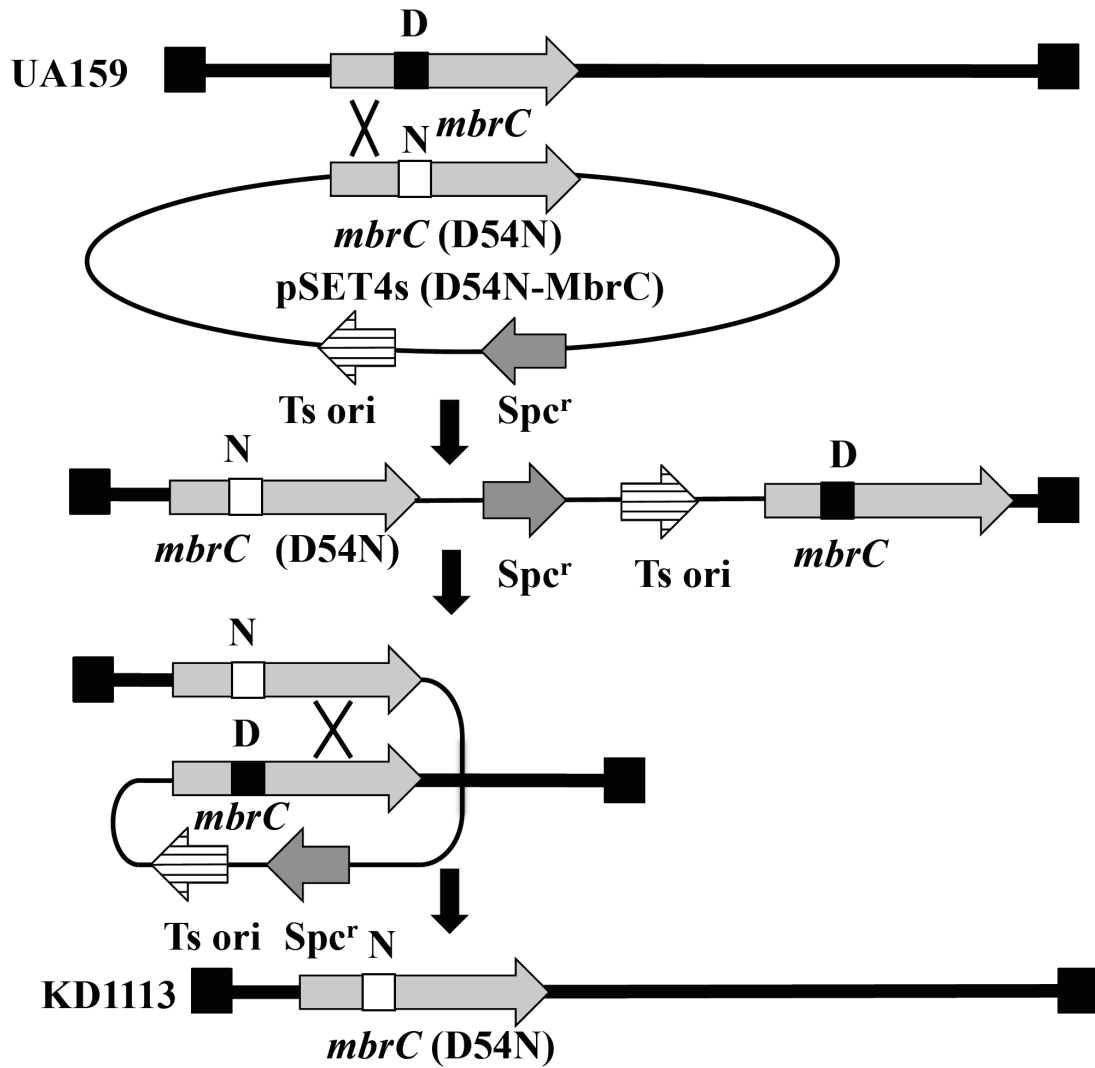 D
UA159
mbrC
N
mbrC (D54N)
pSET4s (D54N-MbrC)
Ts ori Spcʳ
N D
mbrC (D54N) mbrC
Spcʳ Ts ori
N
D
mbrC
Ts ori Spcʳ N
KD1113
mbrC (D54N)